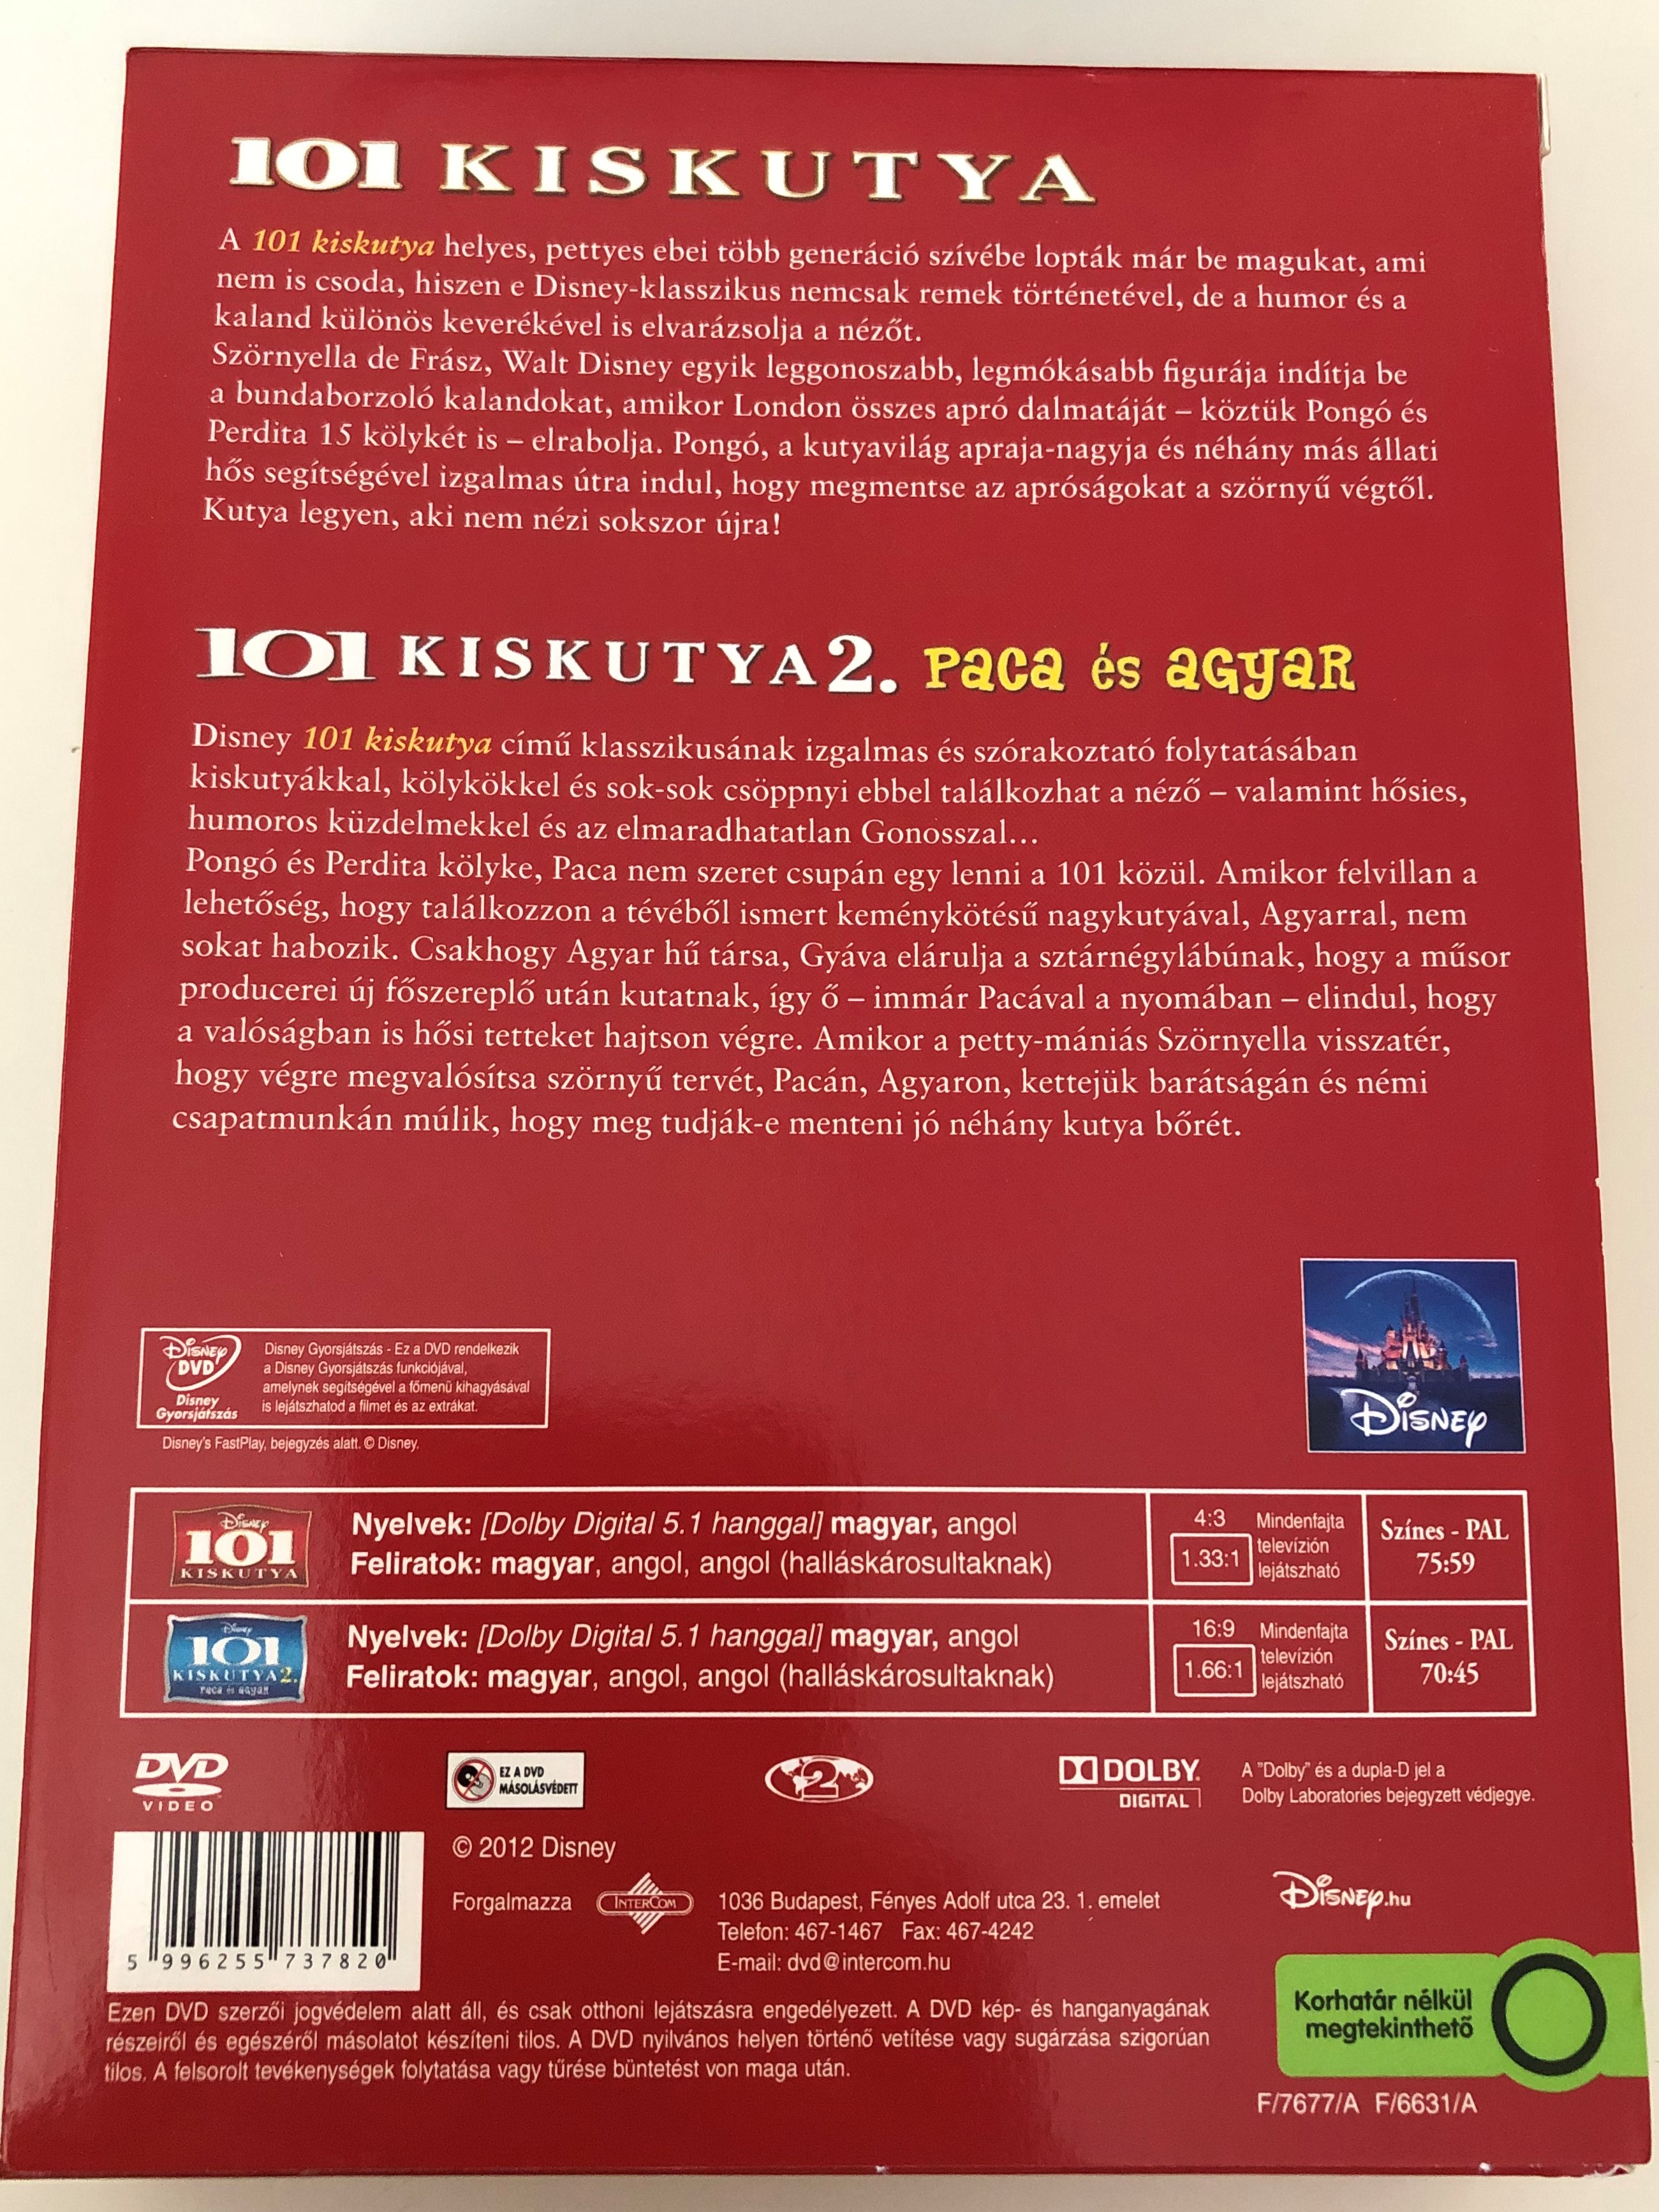 101 KISKUTYA
A 101 kiskutya helyes, pettyes ebei több generáció szívébe lopták már be magukat, ami
nem is csoda, hiszen e Disney-klasszikus nemcsak remek történetével, de a humor és a
kaland különös keverékével is elvarázsolja a nézőt.
Szörnyella de Frász, Walt Disney egyik leggonoszabb, legmókásabb figurája indítja be
a bundaborzoló kalandokat, amikor London összes apró dalmatáját – köztük Pongó és
Perdita 15 kölykét is – elrabolja. Pongó, a kutyavilág apraja-nagyja és néhány más állati
hős segítségével izgalmas útra indul, hogy megmentse az apróságokat a szörnyű végtől.
Kutya legyen, aki nem nézi sokszor újra!
101 KISKUTYA 2. Paca és Agyar
Disney 101 kiskutya című klasszikusának izgalmas és szórakoztató folytatásában
kiskutyákkal, kölykökkel és sok-sok csöppnyi ebbel találkozhat a néző – valamint hősies,
humoros küzdelmekkel és az elmaradhatatlan Gonosszal...
Pongó és Perdita kölyke, Paca nem szeret csupán egy lenni a 101 közül. Amikor felvillan a
lehetőség, hogy találkozzon a tévéből ismert keménykötésű nagykutyával, Agyarral, nem
sokat habozik. Csakhogy Agyar hű társa, Gyáva elárulja a sztárnégylábúnak, hogy a műsor
producerei új főszereplő után kutatnak, így ő – immár Pacával a nyomában – elindul, hogy
a valóságban is hősi tetteket hajtson végre. Amikor a petty-mániás Szörnyella visszatér,
hogy végre megvalósítsa szörnyű tervét, Pacán, Agyaron, kettejük barátságán és némi
csapatmunkán múlik, hogy meg tudják-e menteni jó néhány kutya bőrét.
Disney
Disney
DVD
Disney
Gyorsjátszás
Disney Gyorsjátszás - Ez a DVD rendelkezik
a Disney Gyorsjátszás funkciójával,
amelynek segítségével a főmenü kihagyásával
is lejátszhatod a filmet és az extrákat.
Disney's FastPlay, bejegyzés alatt. © Disney.
Disney
101
KISKUTYA
Nyelvek: [Dolby Digital 5.1 hanggal] magyar, angol
Feliratok: magyar, angol, angol (halláskárosultaknak)
4:3
1.33:1
Mindenfajta
televízión
lejátszható
Színes - PAL
75:59
Disney
101
KISKUTYA 2.
Paca és Agyar
Nyelvek: [Dolby Digital 5.1 hanggal] magyar, angol
Feliratok: magyar, angol, angol (halláskárosultaknak)
16:9
1.66:1
Mindenfajta
televízión
lejátszható
Színes - PAL
70:45
DVD
VIDEO
EZ A DVD
MÁSOLÁSVÉDETT
2
DOLBY
DIGITAL
A "Dolby" és a dupla-D jel a
Dolby Laboratories bejegyzett védjegye.
© 2012 Disney
Forgalmazza
INTERCOM
1036 Budapest, Fényes Adolf utca 23. 1. emelet
Telefon: 467-1467 Fax: 467-4242
E-mail: dvd@intercom.hu
Disney.hu
5 996255 737820
Ezen DVD szerzői jogvédelem alatt áll, és csak otthoni lejátszásra engedélyezett. A DVD kép- és hanganyagának
részeiről és egészéről másolatot készíteni tilos. A DVD nyilvános helyen történő vetítése vagy sugárzása szigorúan
tilos. A felsorolt tevékenységek folytatása vagy tűrése büntetést von maga után.
Korhatár nélkül
megtekinthető
F/7677/A F/6631/A